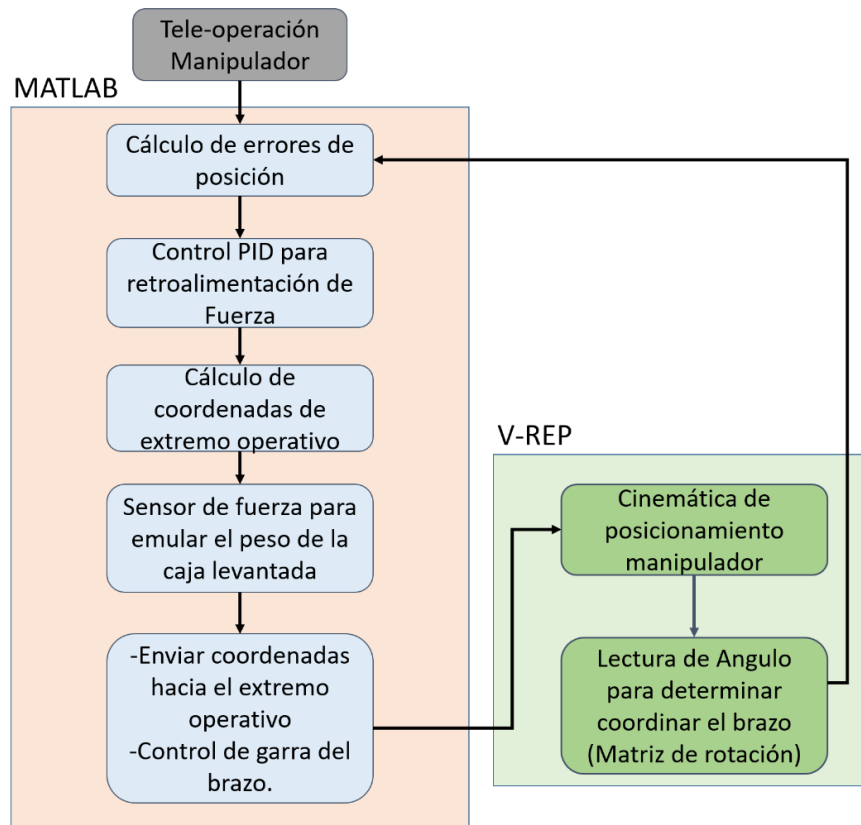 Tele-operación
Manipulador
MATLAB
Cálculo de errores de
posición
Control PID para
retroalimentación de
Fuerza
Cálculo de
coordenadas de
extremo operativo
Sensor de fuerza para
emular el peso de la
caja levantada
-Enviar coordenadas
hacia el extremo
operativo
-Control de garra del
brazo.
V-REP
Cinemática de
posicionamiento
manipulador
Lectura de Angulo
para determinar
coordinar el brazo
(Matriz de rotación)